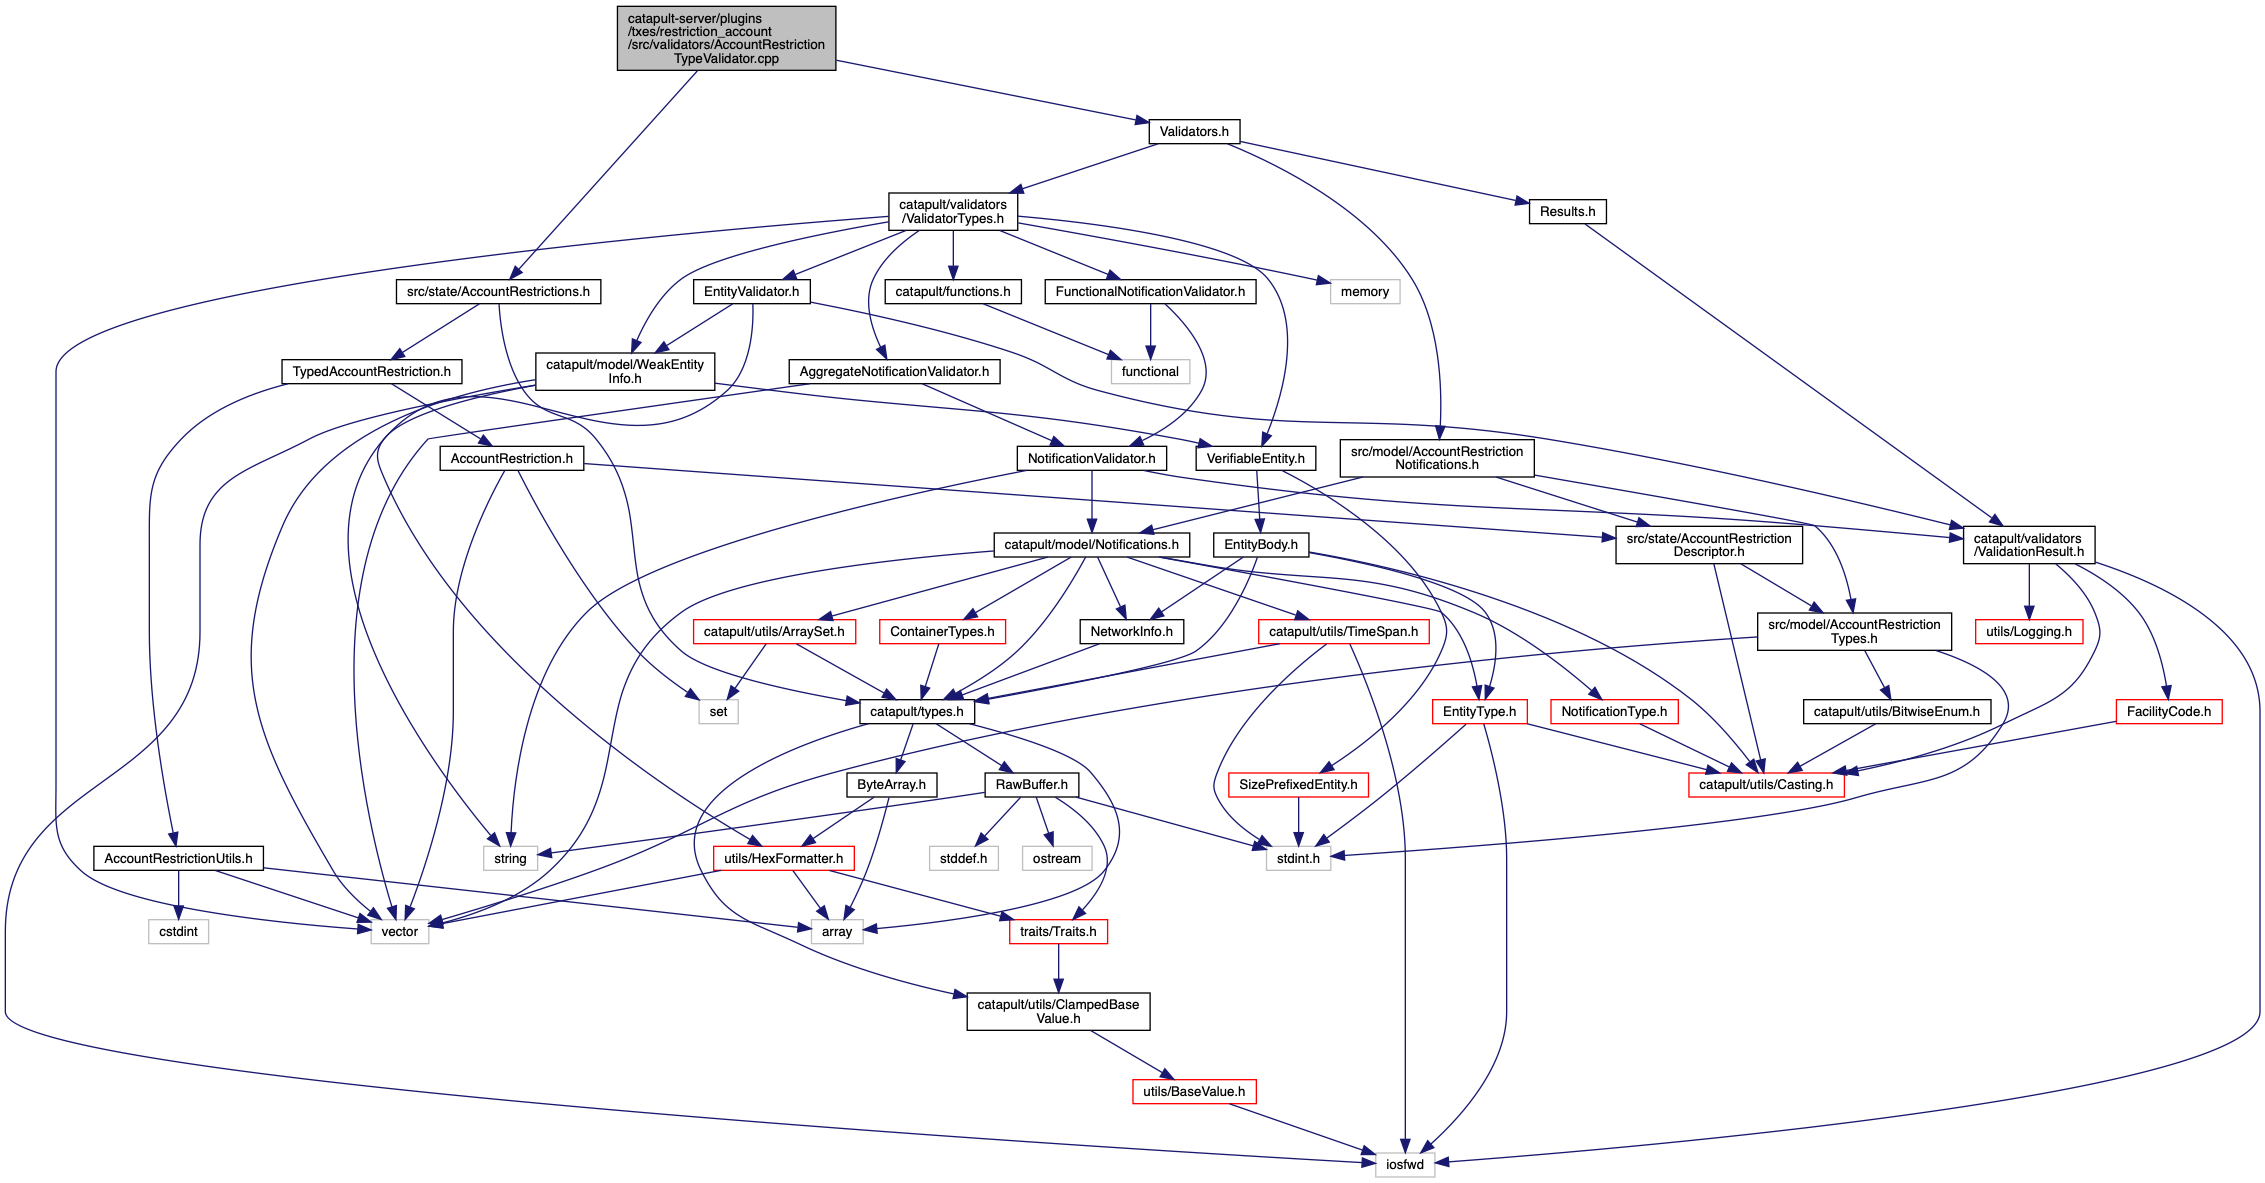 catapult-server/plugins
/txes/restriction_account
/src/validators/AccountRestriction
TypeValidator.cpp
Validators.h
catapult/validators
/ValidatorTypes.h
Results.h
src/state/AccountRestrictions.h
EntityValidator.h
catapult/functions.h
FunctionalNotificationValidator.h
memory
TypedAccountRestriction.h
catapult/model/WeakEntity
Info.h
AggregateNotificationValidator.h
functional
AccountRestriction.h
NotificationValidator.h
VerifiableEntity.h
src/model/AccountRestriction
Notifications.h
catapult/model/Notifications.h
EntityBody.h
src/state/AccountRestriction
Descriptor.h
catapult/validators
/ValidationResult.h
catapult/utils/ArraySet.h
ContainerTypes.h
NetworkInfo.h
catapult/utils/TimeSpan.h
src/model/AccountRestriction
Types.h
utils/Logging.h
set
catapult/types.h
EntityType.h
NotificationType.h
catapult/utils/BitwiseEnum.h
FacilityCode.h
ByteArray.h
RawBuffer.h
SizePrefixedEntity.h
catapult/utils/Casting.h
AccountRestrictionUtils.h
string
utils/HexFormatter.h
stddef.h
ostream
stdint.h
cstdint
vector
array
traits/Traits.h
catapult/utils/ClampedBase
Value.h
utils/BaseValue.h
iosfwd